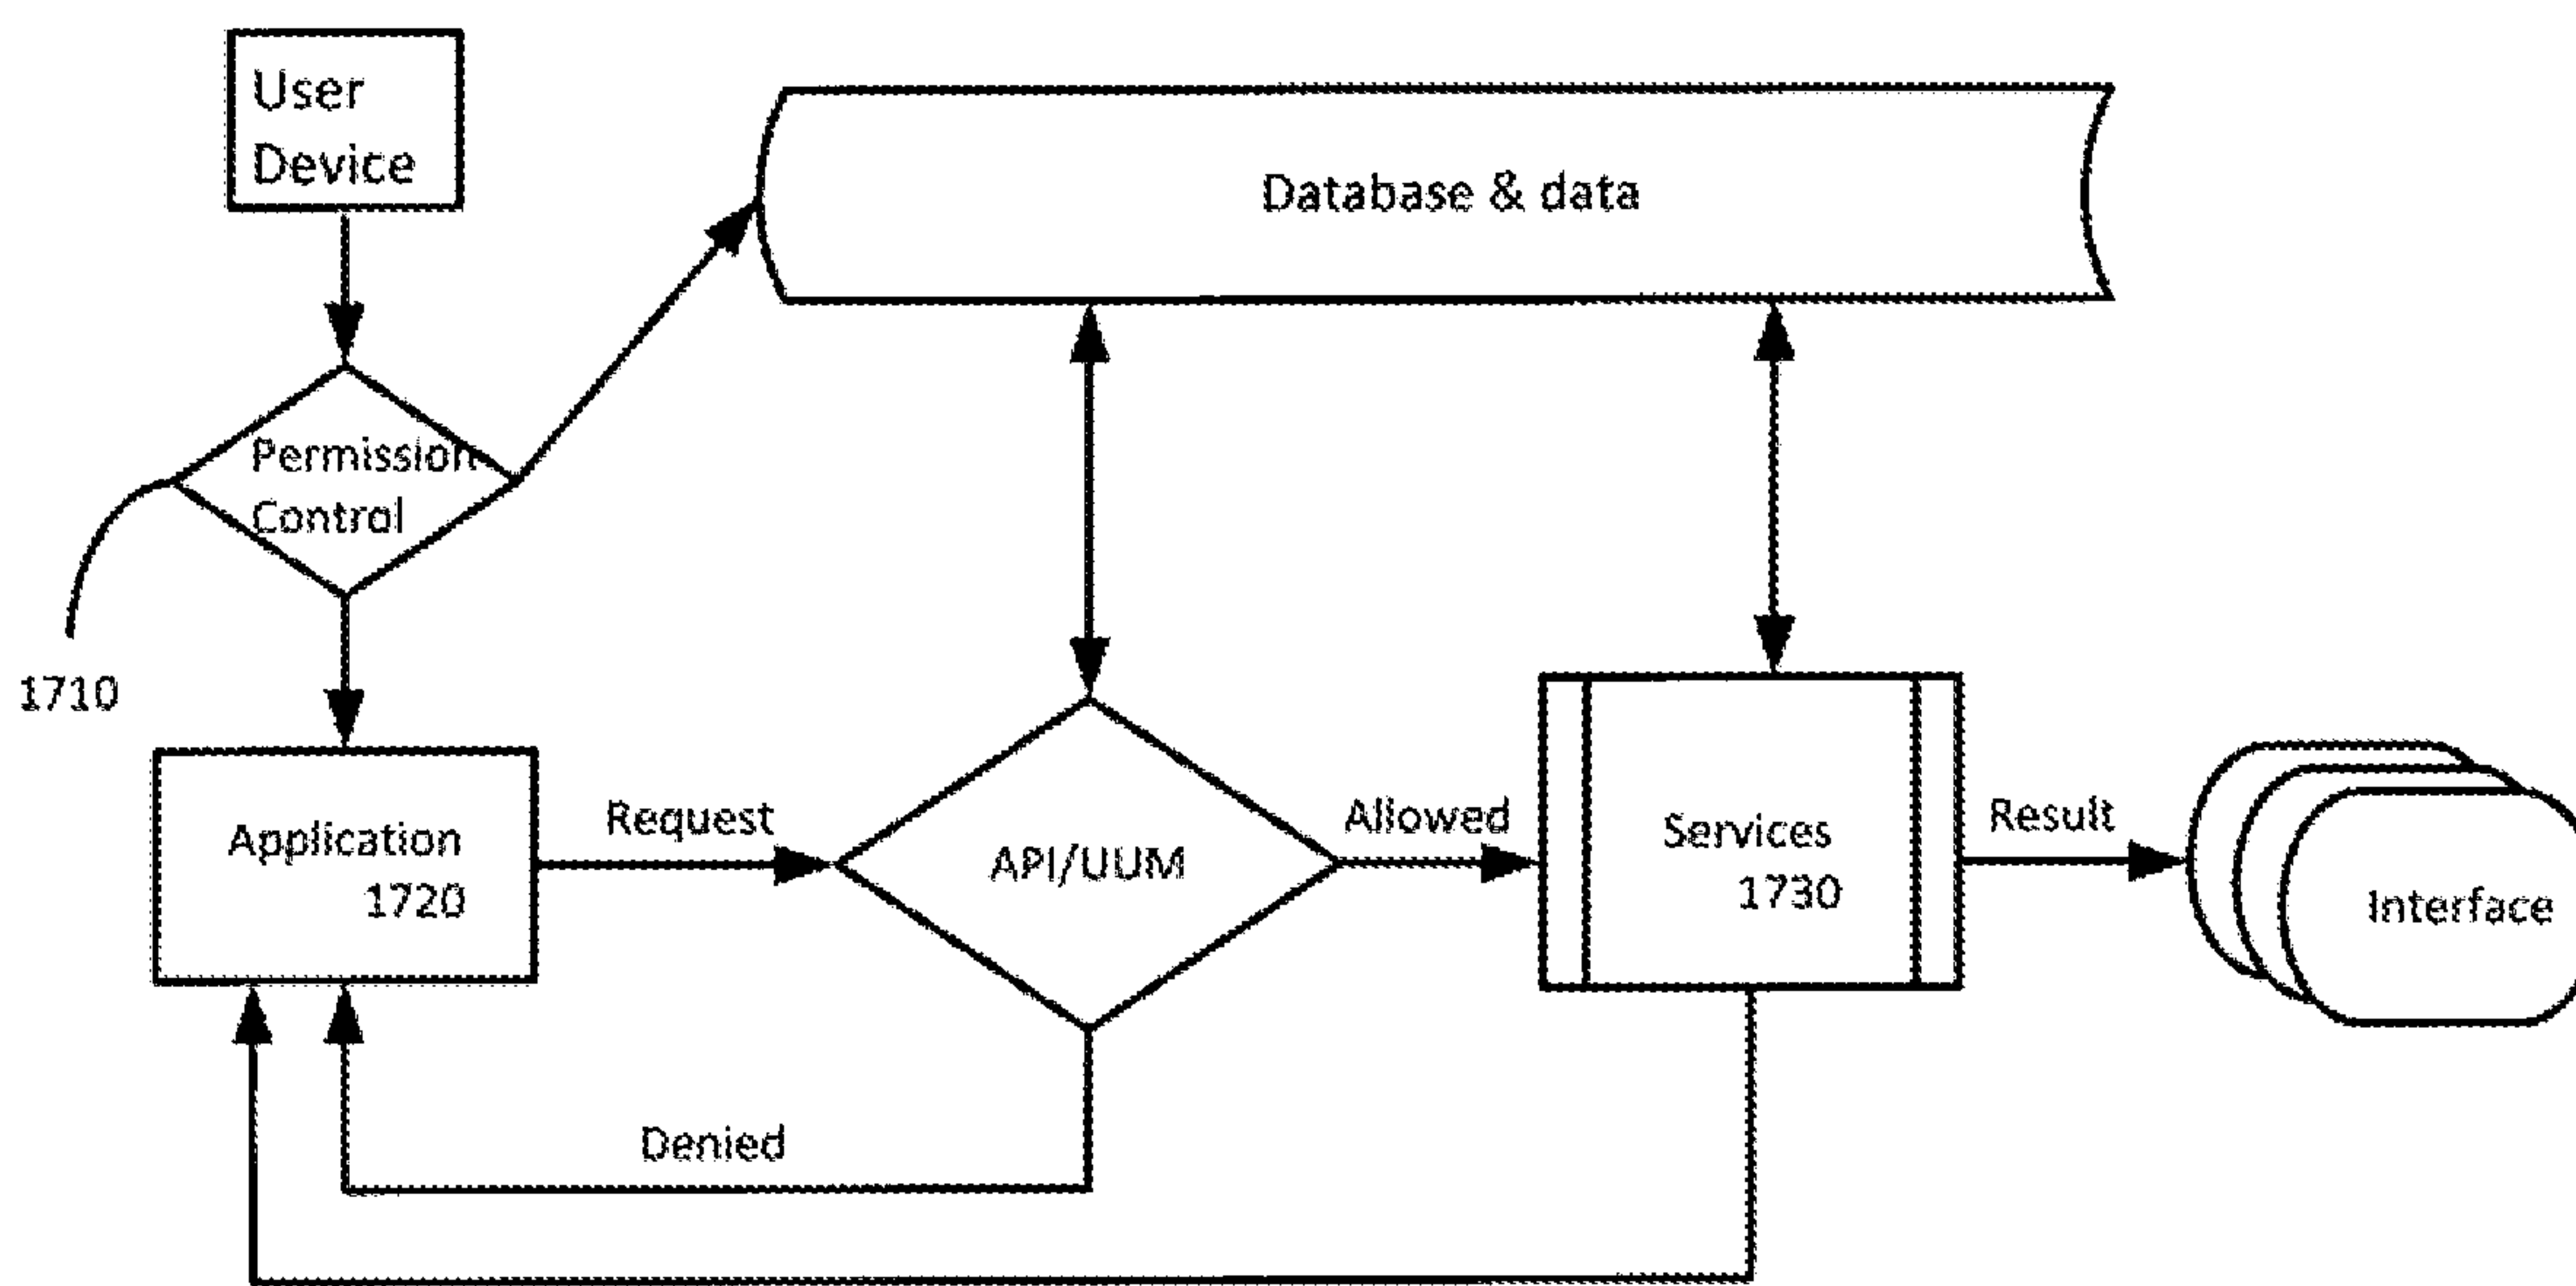 User
Device
Database & data
Permission
Control
1710
Application
1720
Request
API/UUM
Allowed
Services
1730
Result
Interface
Denied